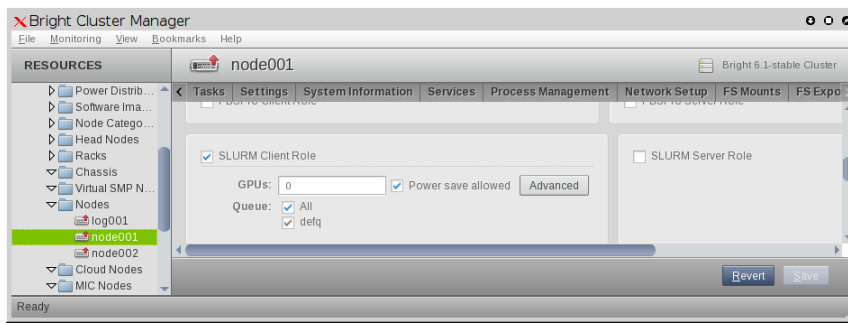 Bright Cluster Manager
File Monitoring View Bookmarks Help
RESOURCES
node001
Bright 6.1-stable Cluster
Power Distrib...
Software Ima...
Node Catego...
Head Nodes
Racks
Chassis
Virtual SMP N...
Nodes
log001
node001
node002
Cloud Nodes
MIC Nodes
Tasks Settings System Information Services Process Management Network Setup FS Mounts FS Expo
SLURM Client Role
SLURM Server Role
GPUs: 0 Power save allowed Advanced
Queue: All
defq
Revert Save
Ready